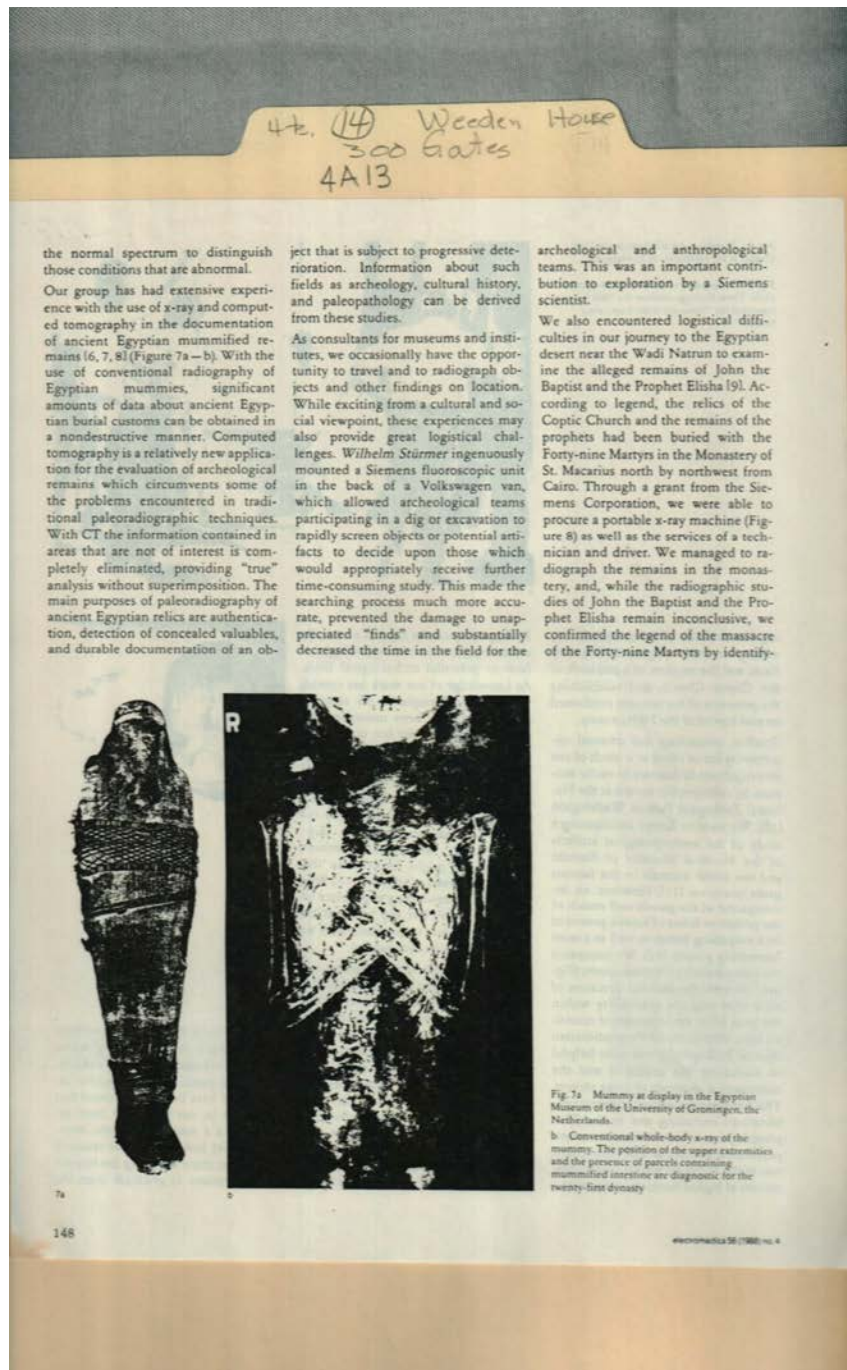 4A13
14 Weeden House
300 Gates
the normal spectrum to distinguish
those conditions that are abnormal.
Our group has had extensive experi-
ence with the use of x-ray and comput-
ed tomography in the documentation
of ancient Egyptian mummified re-
mains [6, 7, 8] (Figure 7a — b). With the
use of conventional radiography of
Egyptian mummies, significant
amounts of data about ancient Egyp-
tian burial customs can be obtained in
a nondestructive manner. Computed
tomography is a relatively new applica-
tion for the evaluation of archeological
remains which circumvents some of
the problems encountered in tradi-
tional paleoradiographic techniques.
With CT the information contained in
areas that are not of interest is com-
pletely eliminated, providing "true"
analysis without superimposition. The
main purposes of paleoradiography of
ancient Egyptian relics are authentica-
tion, detection of concealed valuables,
and durable documentation of an ob-
ject that is subject to progressive dete-
rioration. Information about such
fields as archeology, cultural history,
and paleopathology can be derived
from these studies.
As consultants for museums and insti-
tutes, we occasionally have the oppor-
tunity to travel and to radiograph ob-
jects and other findings on location.
While exciting from a cultural and so-
cial viewpoint, these experiences may
also provide great logistical chal-
lenges. Wilhelm Stürmer ingenuously
mounted a Siemens fluoroscopic unit
in the back of a Volkswagen van,
which allowed archeological teams
participating in a dig or excavation to
rapidly screen objects or potential arti-
facts to decide upon those which
would appropriately receive further
time-consuming study. This made the
searching process much more accu-
rate, prevented the damage to unap-
preciated "finds" and substantially
decreased the time in the field for the
archeological and anthropological
teams. This was an important contri-
bution to exploration by a Siemens
scientist.
We also encountered logistical diffi-
culties in our journey to the Egyptian
desert near the Wadi Natrun to exam-
ine the alleged remains of John the
Baptist and the Prophet Elisha [9]. Ac-
cording to legend, the relics of the
Coptic Church and the remains of the
prophets had been buried with the
Forty-nine Martyrs in the Monastery of
St. Macarius north by northwest from
Cairo. Through a grant from the Sie-
mens Corporation, we were able to
procure a portable x-ray machine (Fig-
ure 8) as well as the services of a tech-
nician and driver. We managed to ra-
diograph the remains in the monas-
tery, and, while the radiographic stu-
dies of John the Baptist and the Pro-
phet Elisha remain inconclusive, we
confirmed the legend of the massacre
of the Forty-nine Martyrs by identify-
R
Fig. 7a Mummy at display in the Egyptian
Museum of the University of Groningen, the
Netherlands.
b Conventional whole-body x-ray of the
mummy. The position of the upper extremities
and the presence of parcels containing
mummified intestine are diagnostic for the
twenty-first dynasty
7a
b
148
electromedica 56 (1988) no. 4